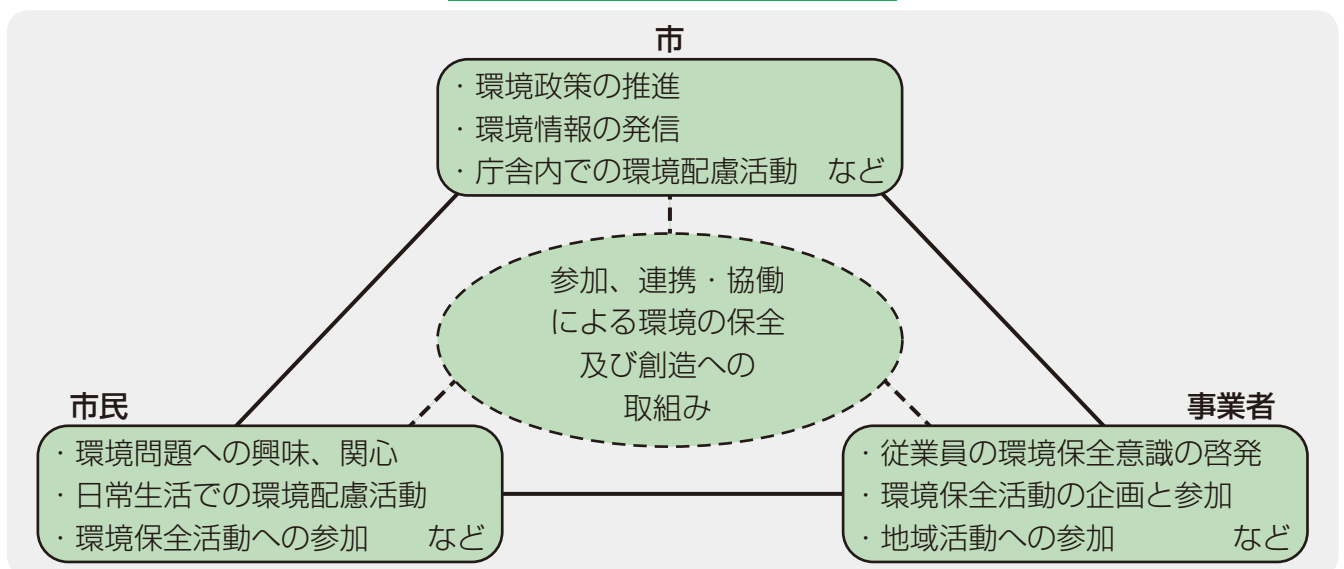 市
・環境政策の推進
・環境情報の発信
・庁舎内での環境配慮活動　など
参加、連携・協働
による環境の保全
及び創造への
取組み
市民
・環境問題への興味、関心
・日常生活での環境配慮活動
・環境保全活動への参加　　など
事業者
・従業員の環境保全意識の啓発
・環境保全活動の企画と参加
・地域活動への参加　　　　など